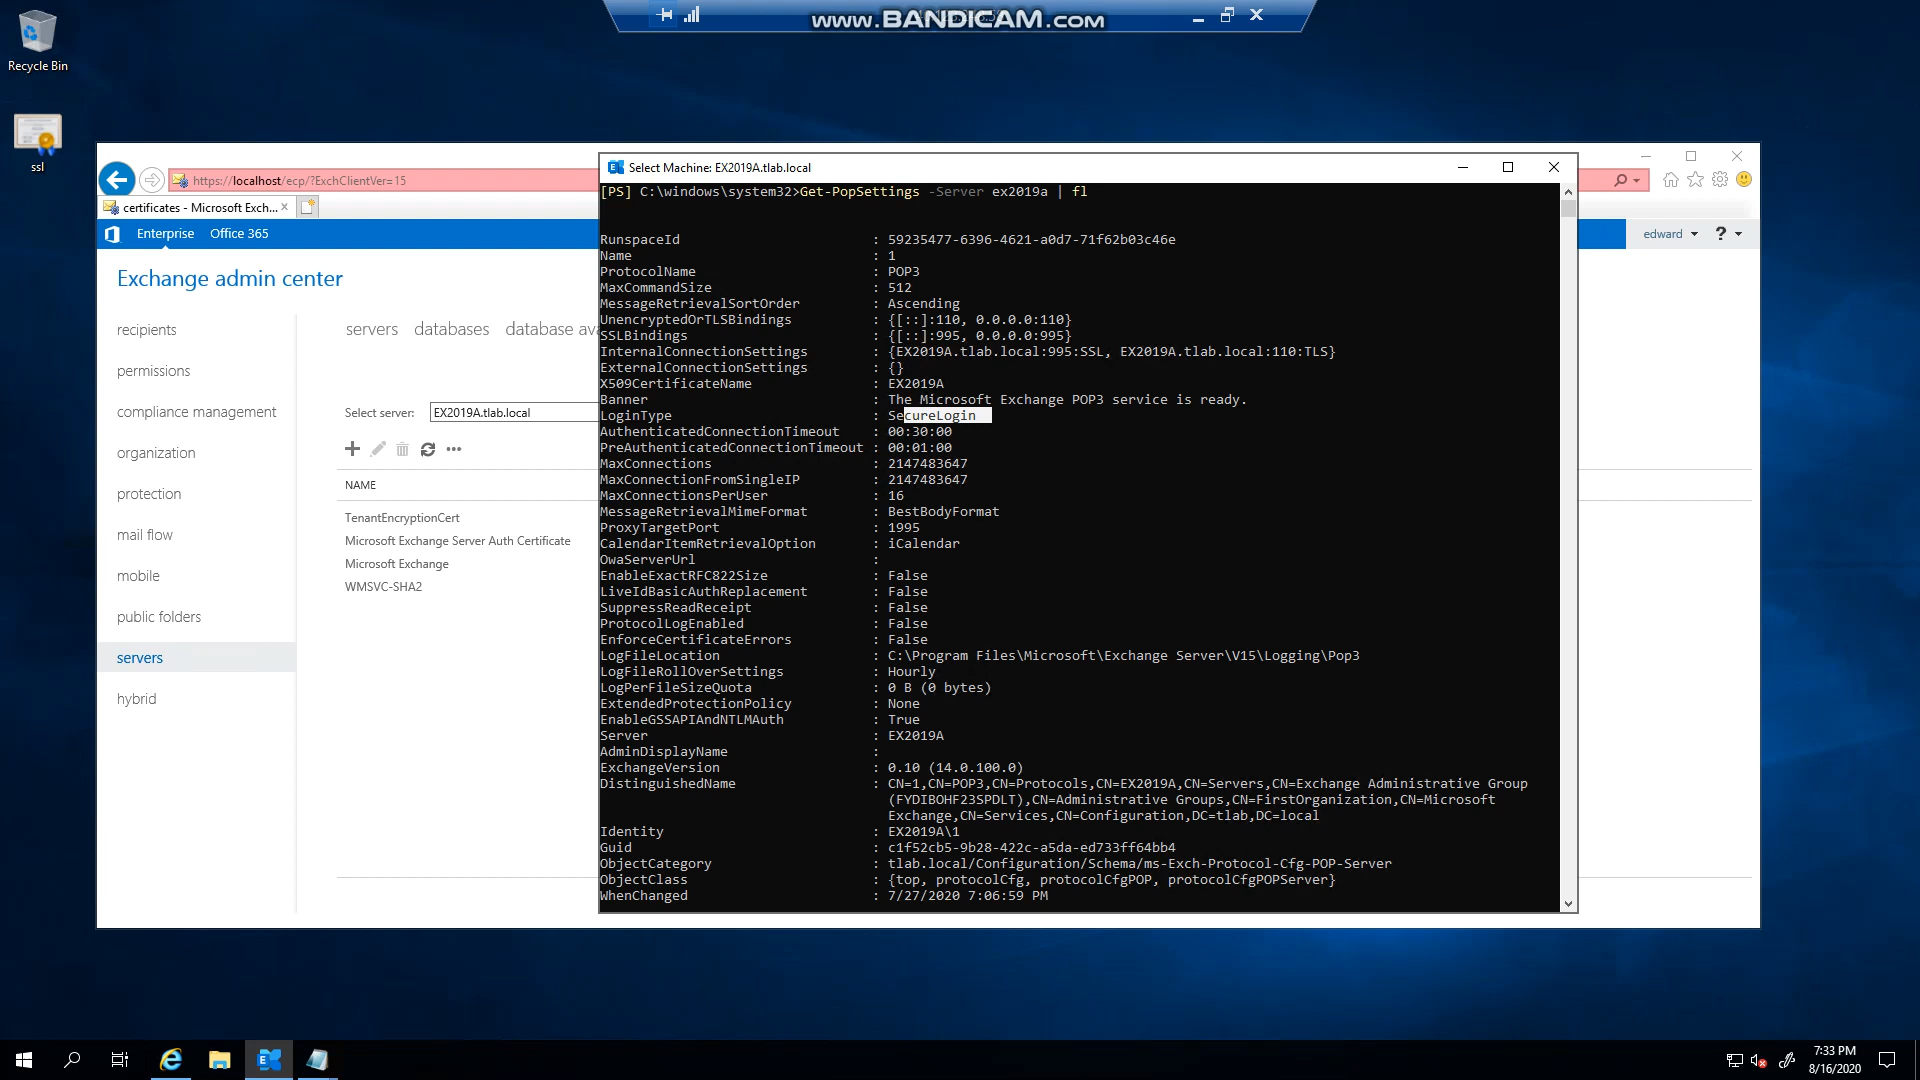 www.BANDICAM.com
Recycle Bin
ssl
https://localhost/ecp/?ExchClientVer=15
certificates - Microsoft Exch...
Enterprise Office 365
edward ?
Exchange admin center
recipients
permissions
compliance management
organization
protection
mail flow
mobile
public folders
servers
hybrid
servers databases database ava
Select server: EX2019A.tlab.local
NAME
TenantEncryptionCert
Microsoft Exchange Server Auth Certificate
Microsoft Exchange
WMSVC-SHA2
Select Machine: EX2019A.tlab.local
[PS] C:\windows\system32>Get-PopSettings -Server ex2019a | fl
RunspaceId : 59235477-6396-4621-a0d7-71f62b03c46e
Name : 1
ProtocolName : POP3
MaxCommandSize : 512
MessageRetrievalSortOrder : Ascending
UnencryptedOrTLSBindings : {[::]:110, 0.0.0.0:110}
SSLBindings : {[::]:995, 0.0.0.0:995}
InternalConnectionSettings : {EX2019A.tlab.local:995:SSL, EX2019A.tlab.local:110:TLS}
ExternalConnectionSettings : {}
X509CertificateName : EX2019A
Banner : The Microsoft Exchange POP3 service is ready.
LoginType : SecureLogin
AuthenticatedConnectionTimeout : 00:30:00
PreAuthenticatedConnectionTimeout : 00:01:00
MaxConnections : 2147483647
MaxConnectionFromSingleIP : 2147483647
MaxConnectionsPerUser : 16
MessageRetrievalMimeFormat : BestBodyFormat
ProxyTargetPort : 1995
CalendarItemRetrievalOption : iCalendar
OwaServerUrl :
EnableExactRFC822Size : False
LiveIdBasicAuthReplacement : False
SuppressReadReceipt : False
ProtocolLogEnabled : False
EnforceCertificateErrors : False
LogFileLocation : C:\Program Files\Microsoft\Exchange Server\V15\Logging\Pop3
LogFileRollOverSettings : Hourly
LogPerFileSizeQuota : 0 B (0 bytes)
ExtendedProtectionPolicy : None
EnableGSSAPIAndNTLMAuth : True
Server : EX2019A
AdminDisplayName :
ExchangeVersion : 0.10 (14.0.100.0)
DistinguishedName : CN=1,CN=POP3,CN=Protocols,CN=EX2019A,CN=Servers,CN=Exchange Administrative Group
(FYDIBOHF23SPDLT),CN=Administrative Groups,CN=FirstOrganization,CN=Microsoft
Exchange,CN=Services,CN=Configuration,DC=tlab,DC=local
Identity : EX2019A\1
Guid : c1f52cb5-9b28-422c-a5da-ed733ff64bb4
ObjectCategory : tlab.local/Configuration/Schema/ms-Exch-Protocol-Cfg-POP-Server
ObjectClass : {top, protocolCfg, protocolCfgPOP, protocolCfgPOPServer}
WhenChanged : 7/27/2020 7:06:59 PM
7:33 PM
8/16/2020